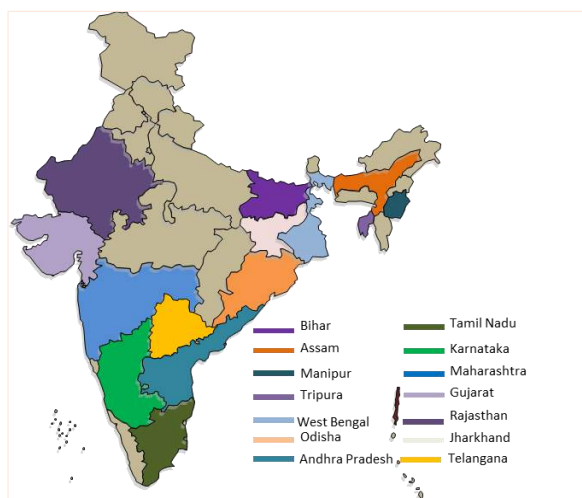 Bihar
Assam
Manipur
Tripura
West Bengal
Odisha
Andhra Pradesh
Tamil Nadu
Karnataka
Maharashtra
Gujarat
Rajasthan
Jharkhand
Telangana